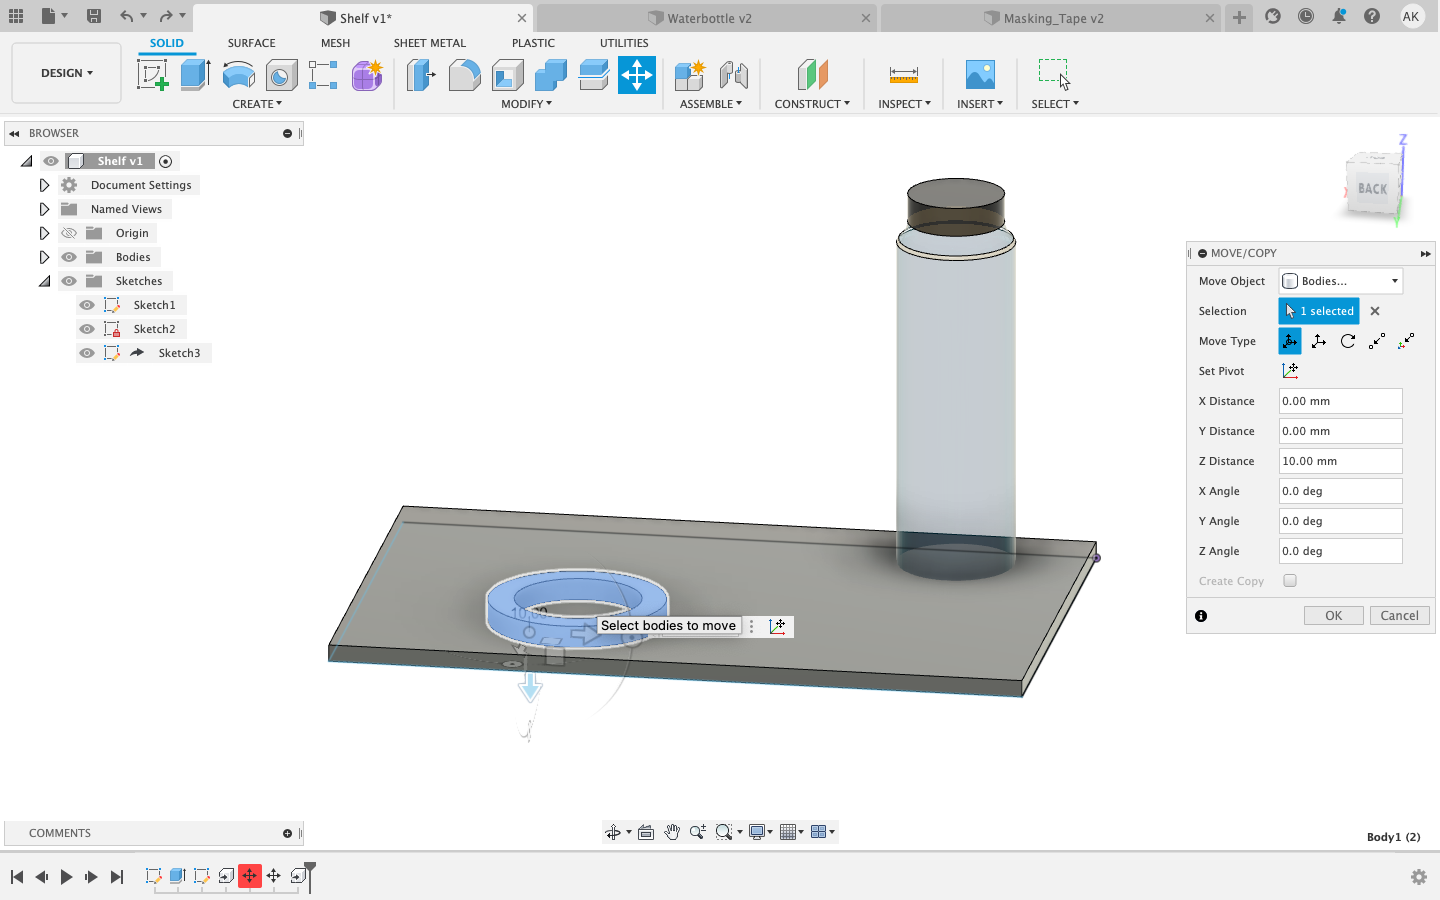 Shelf v1*
Waterbottle v2
Masking_Tape v2
AK
DESIGN
SOLID
SURFACE
MESH
SHEET METAL
PLASTIC
UTILITIES
CREATE
MODIFY
ASSEMBLE
CONSTRUCT
INSPECT
INSERT
SELECT
BROWSER
Shelf v1
Document Settings
Named Views
Origin
Bodies
Sketches
Sketch1
Sketch2
Sketch3
Z
BACK
X
Y
MOVE/COPY
Move Object Bodies...
Selection 1 selected
Move Type
Set Pivot
X Distance 0.00 mm
Y Distance 0.00 mm
Z Distance 10.00 mm
X Angle 0.0 deg
Y Angle 0.0 deg
Z Angle 0.0 deg
Create Copy
OK Cancel
10.00
Select bodies to move
COMMENTS
Body1 (2)